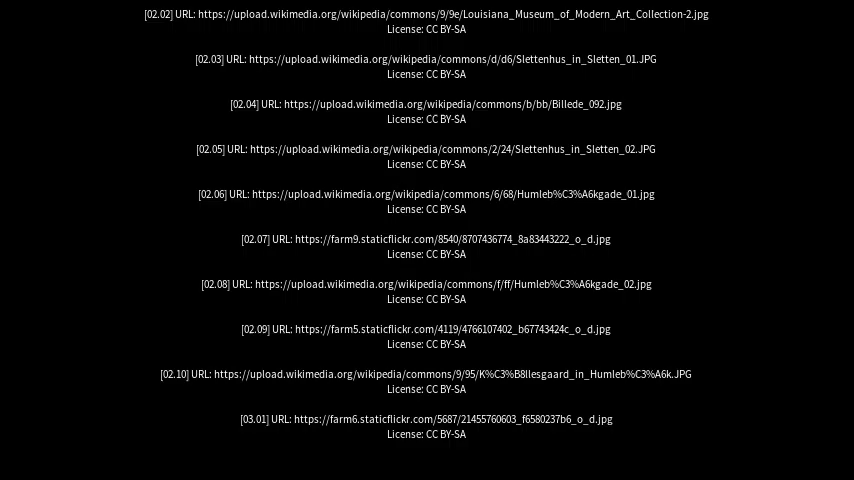 [02.02] URL: https://upload.wikimedia.org/wikipedia/commons/9/9e/Louisiana_Museum_of_Modern_Art_Collection-2.jpg
License: CC BY-SA
[02.03] URL: https://upload.wikimedia.org/wikipedia/commons/d/d6/Slettenhus_in_Sletten_01.JPG
License: CC BY-SA
[02.04] URL: https://upload.wikimedia.org/wikipedia/commons/b/bb/Billede_092.jpg
License: CC BY-SA
[02.05] URL: https://upload.wikimedia.org/wikipedia/commons/2/24/Slettenhus_in_Sletten_02.JPG
License: CC BY-SA
[02.06] URL: https://upload.wikimedia.org/wikipedia/commons/6/68/Humleb%C3%A6kgade_01.jpg
License: CC BY-SA
[02.07] URL: https://farm9.staticflickr.com/8540/8707436774_8a83443222_o_d.jpg
License: CC BY-SA
[02.08] URL: https://upload.wikimedia.org/wikipedia/commons/f/ff/Humleb%C3%A6kgade_02.jpg
License: CC BY-SA
[02.09] URL: https://farm5.staticflickr.com/4119/4766107402_b67743424c_o_d.jpg
License: CC BY-SA
[02.10] URL: https://upload.wikimedia.org/wikipedia/commons/9/95/K%C3%B8llesgaard_in_Humleb%C3%A6k.JPG
License: CC BY-SA
[03.01] URL: https://farm6.staticflickr.com/5687/21455760603_f6580237b6_o_d.jpg
License: CC BY-SA